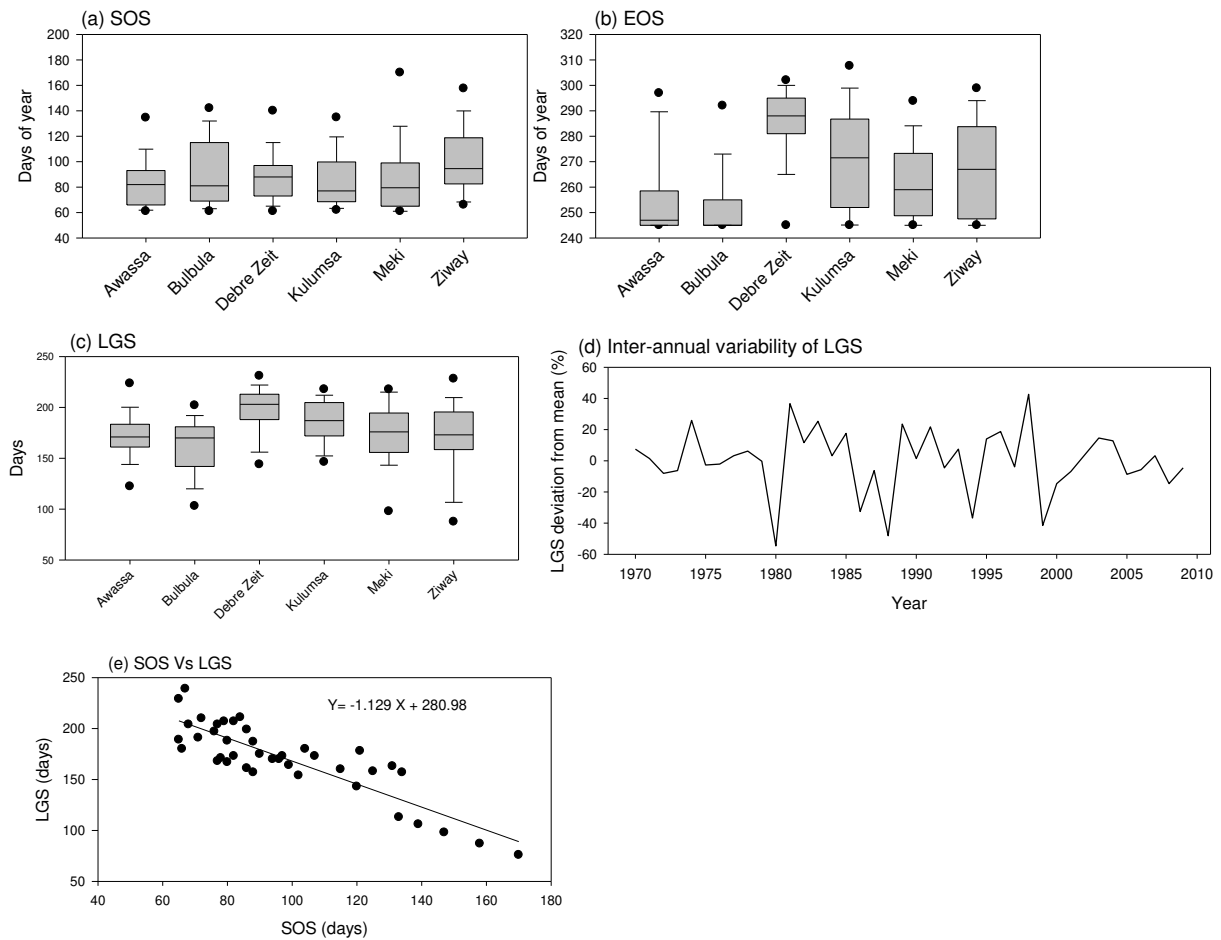 (a) SOS
200
180
160
140
120
100
80
60
40
Days of year
Awassa
Bulbula
Debre Zeit
Kulumsa
Meki
Ziway
(b) EOS
320
310
300
290
280
270
260
250
240
Days of year
Awassa
Bulbula
Debre Zeit
Kulumsa
Meki
Ziway
(c) LGS
250
200
150
100
50
Days
Awassa
Bulbula
Debre Zeit
Kulumsa
Meki
Ziway
(d) Inter-annual variability of LGS
60
40
20
0
-20
-40
-60
LGS deviation from mean (%)
1970 1975 1980 1985 1990 1995 2000 2005 2010
Year
(e) SOS Vs LGS
250
200
150
100
50
LGS (days)
Y= -1.129 X + 280.98
40 60 80 100 120 140 160 180
SOS (days)